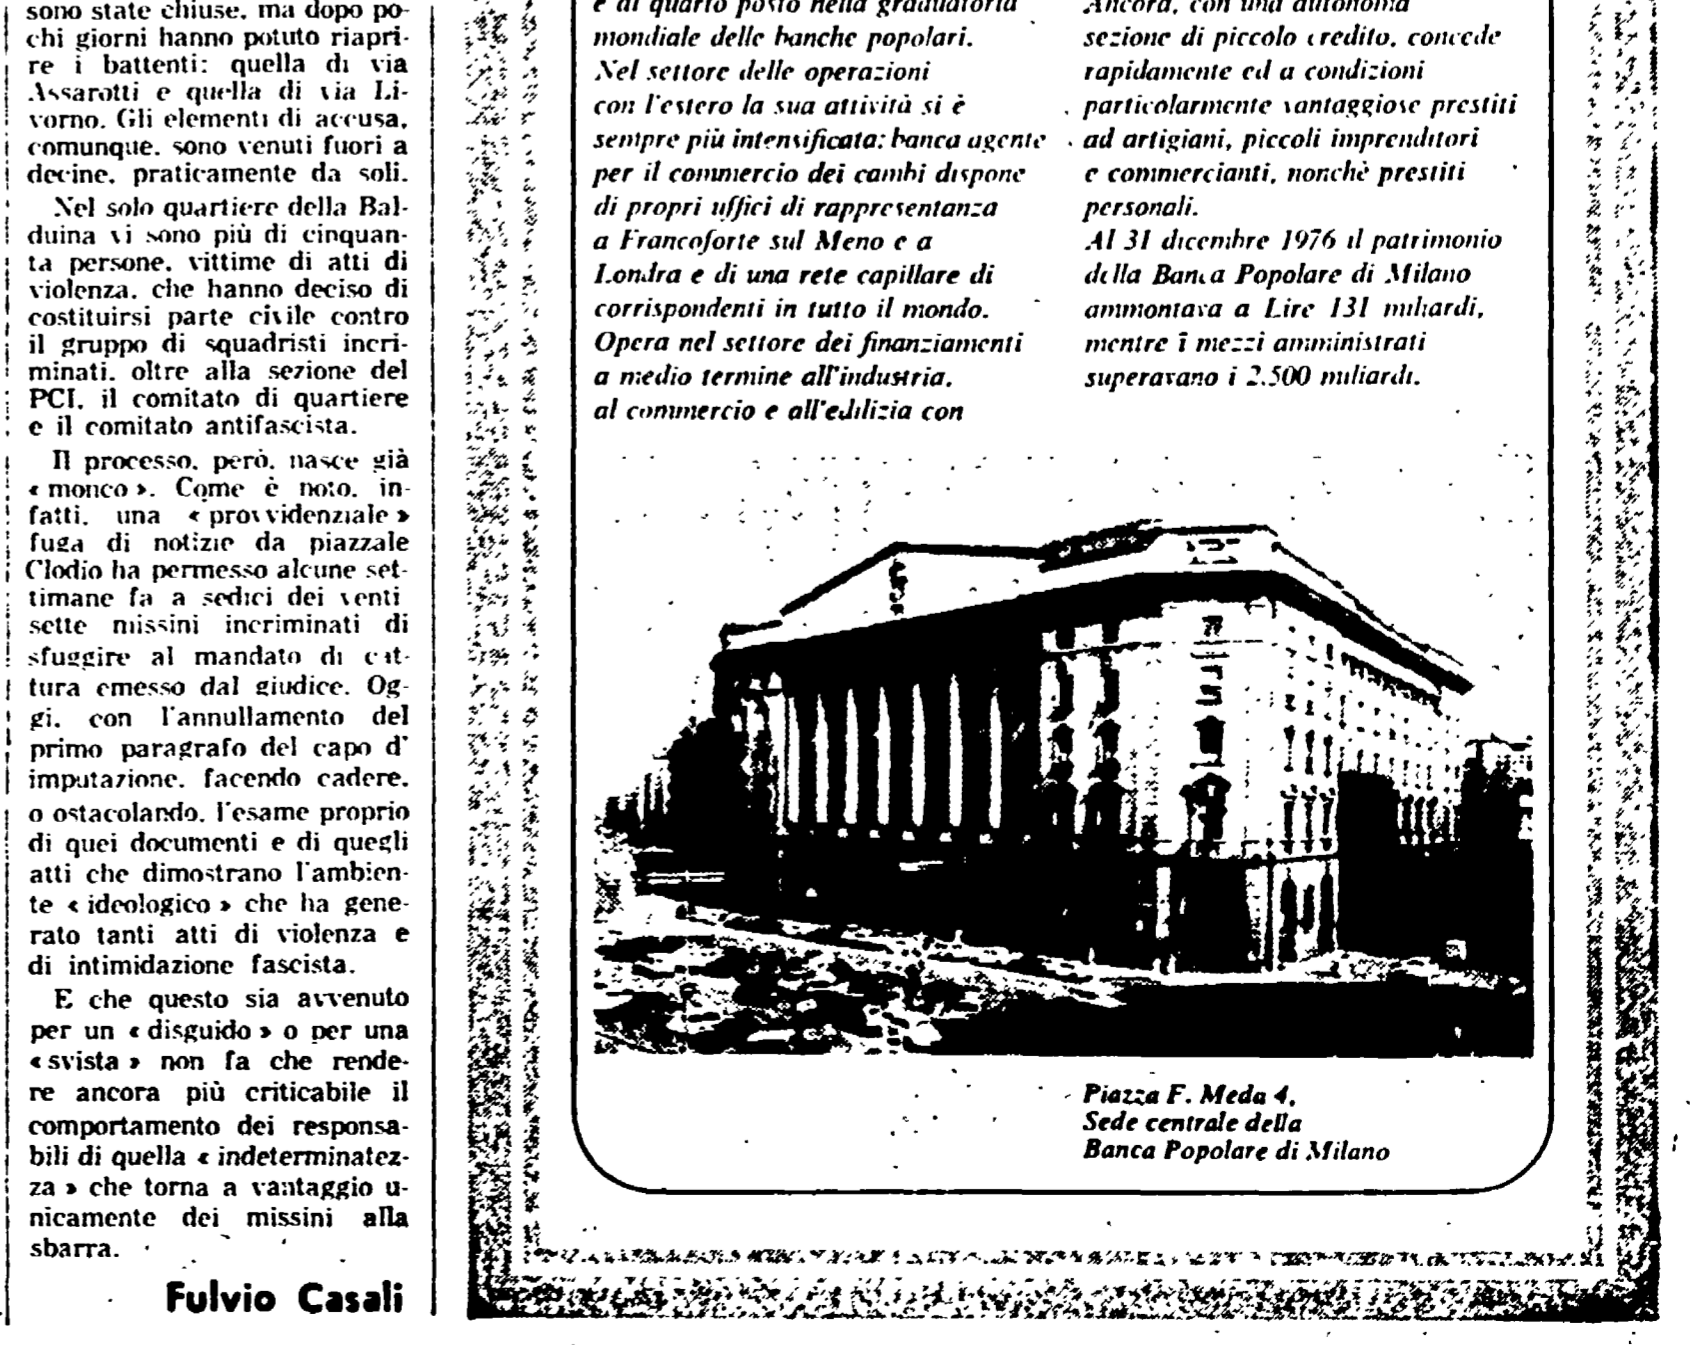 sono state chiuse, ma dopo po-
chi giorni hanno potuto riapri-
re i battenti: quella di via
Assarotti e quella di via Li-
vorno. Gli elementi di accusa,
comunque, sono venuti fuori a
decine, praticamente da soli.
Nel solo quartiere della Bal-
duina vi sono più di cinquan-
ta persone, vittime di atti di
violenza, che hanno deciso di
costituirsi parte civile contro
il gruppo di squadristi incri-
minati, oltre alla sezione del
PCI, il comitato di quartiere
e il comitato antifascista.
Il processo, però, nasce già
« monco ». Come è noto, in-
fatti, una « provvidenziale »
fuga di notizie da piazzale
Clodio ha permesso alcune set-
timane fa a sedici dei venti
sette missini incriminati di
sfuggire al mandato di cat-
tura emesso dal giudice. Og-
gi, con l'annullamento del
primo paragrafo del capo d'
imputazione, facendo cadere,
o ostacolando, l'esame proprio
di quei documenti e di quegli
atti che dimostrano l'ambien-
te « ideologico » che ha gene-
rato tanti atti di violenza e
di intimidazione fascista.
E che questo sia avvenuto
per un « disguido » o per una
« svista » non fa che rende-
re ancora più criticabile il
comportamento dei responsa-
bili di quella « indeterminatez-
za » che torna a vantaggio u-
nicamente dei missini alla
sbarra.
Fulvio Casali
e al quarto posto nella graduatoria
mondiale delle banche popolari.
Nel settore delle operazioni
con l'estero la sua attività si è
sempre più intensificata: banca agente
per il commercio dei cambi dispone
di propri uffici di rappresentanza
a Francoforte sul Meno e a
Londra e di una rete capillare di
corrispondenti in tutto il mondo.
Opera nel settore dei finanziamenti
a medio termine all'industria,
al commercio e all'edilizia con
Ancora, con una autonoma
sezione di piccolo credito, concede
rapidamente ed a condizioni
particolarmente vantaggiose prestiti
ad artigiani, piccoli imprenditori
e commercianti, nonchè prestiti
personali.
Al 31 dicembre 1976 il patrimonio
della Banca Popolare di Milano
ammontava a Lire 131 miliardi,
mentre i mezzi amministrati
superavano i 2.500 miliardi.
Piazza F. Meda 4,
Sede centrale della
Banca Popolare di Milano